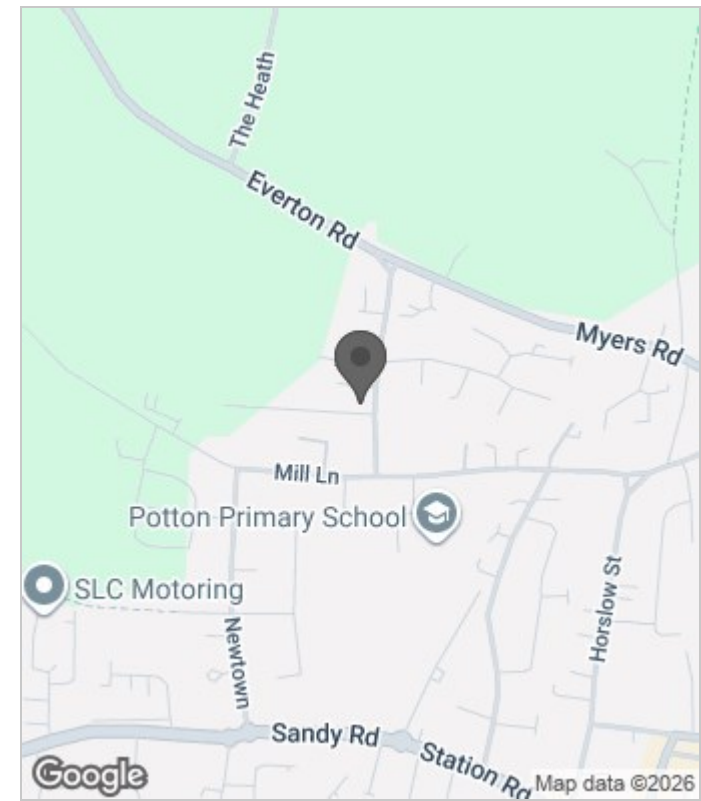 The Heath
Everton Rd
Myers Rd
Mill Ln
Potton Primary School
SLC Motoring
Newtown
Horslow St
Sandy Rd
Station Rd
Google
Map data ©2026